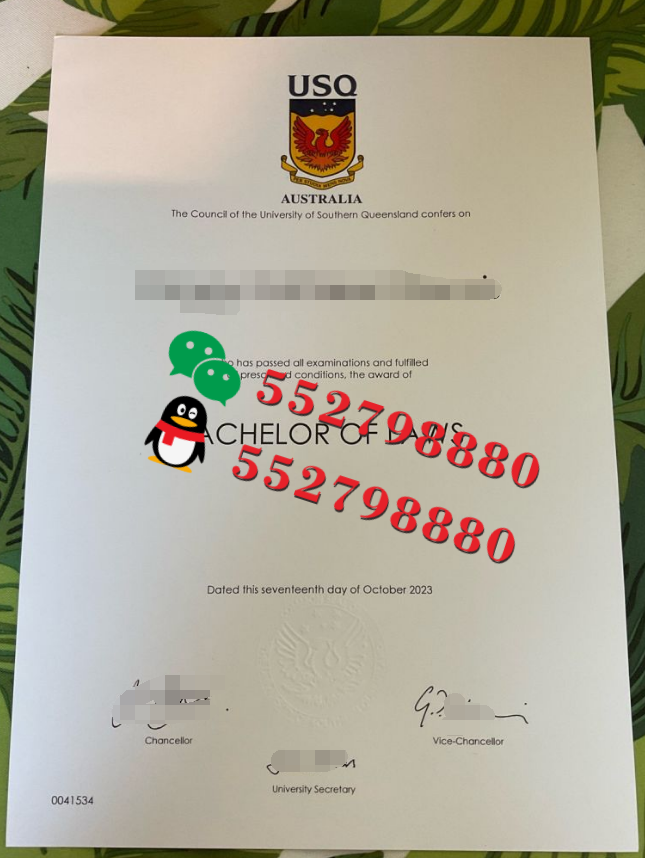 USQ
AUSTRALIA
The Council of the University of Southern Queensland confers on
has passed all examinations and fulfilled
conditions, the award of
552798880
ACHELOR OF LAWS
552798880
Dated this seventeenth day of October 2023
Chancellor
Vice-Chancellor
University Secretary
0041534